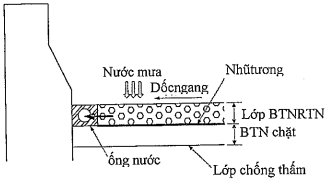 Nước mưa
Dốcngang
Nhũtương
Lớp BTNRTN
BTN chặt
ống nước
Lớp chống thấm